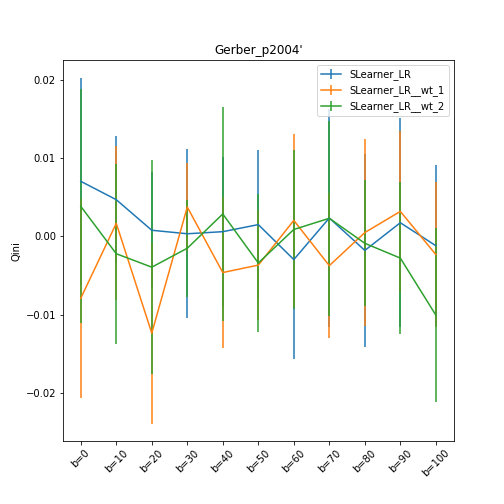 Gerber_p2004'
SLearner_LR
SLearner_LR__wt_1
SLearner_LR__wt_2
Qini
0.02
0.01
0.00
−0.01
−0.02
b=0
b=10
b=20
b=30
b=40
b=50
b=60
b=70
b=80
b=90
b=100